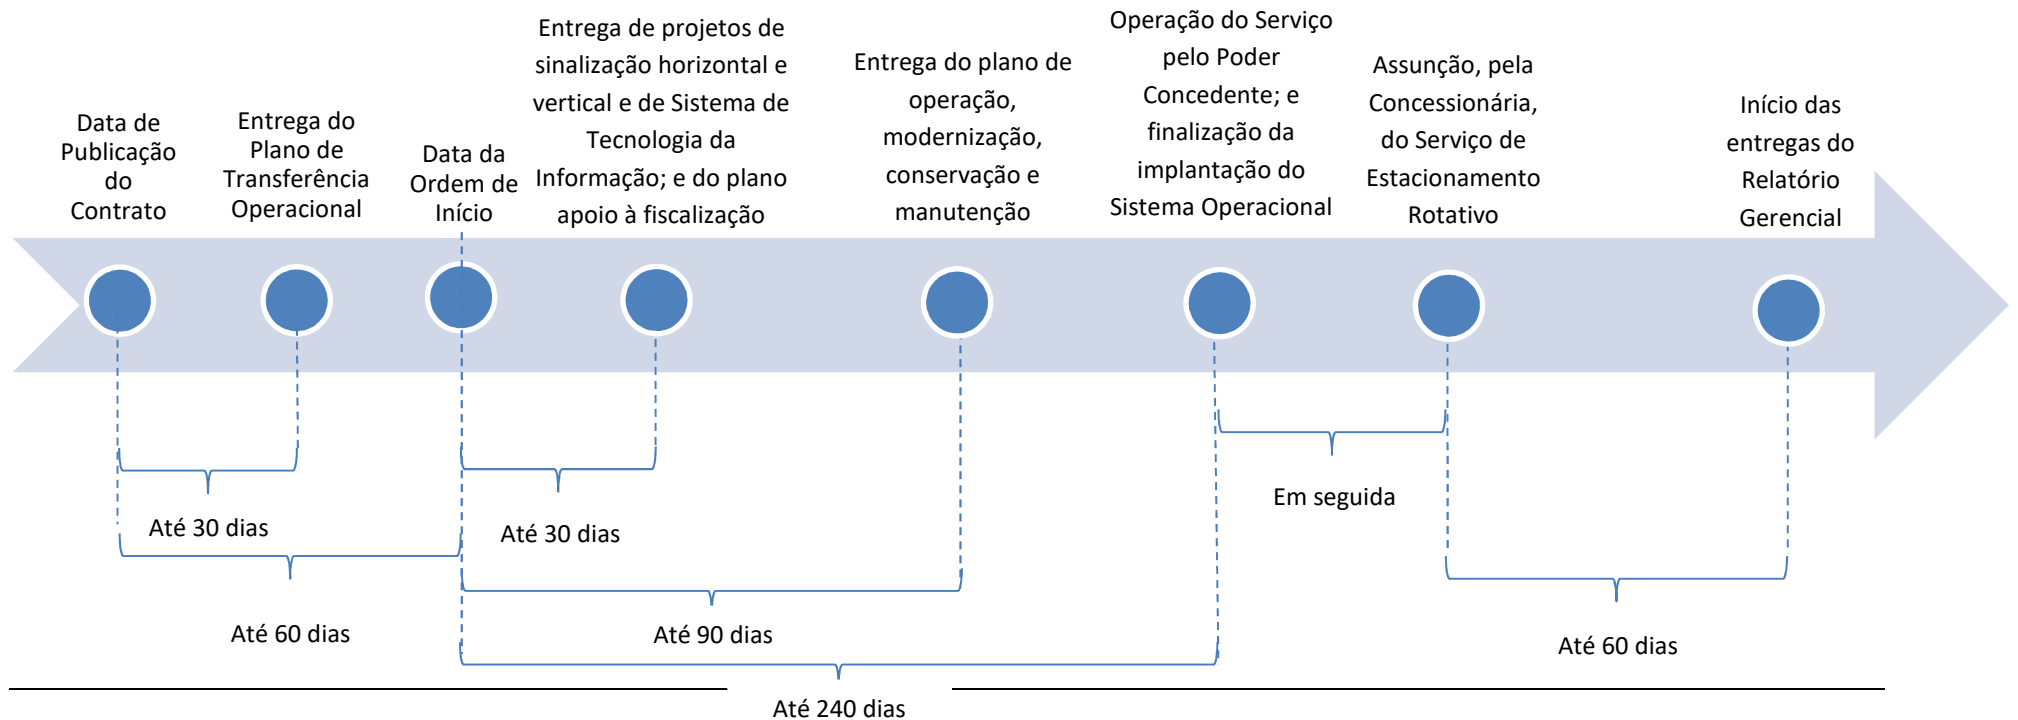 Data de
Publicação
do
Contrato
Entrega do
Plano de
Transferência
Operacional
Data da
Ordem de
Início
Entrega de projetos de
sinalização horizontal e
vertical e de Sistema de
Tecnologia da
Informação; e do plano
apoio à fiscalização
Entrega do plano de
operação,
modernização,
conservação e
manutenção
Operação do Serviço
pelo Poder
Concedente; e
finalização da
implantação do
Sistema Operacional
Assunção, pela
Concessionária,
do Serviço de
Estacionamento
Rotativo
Início das
entregas do
Relatório
Gerencial
Em seguida
Até 30 dias
Até 30 dias
Até 60 dias
Até 90 dias
Até 60 dias
Até 240 dias